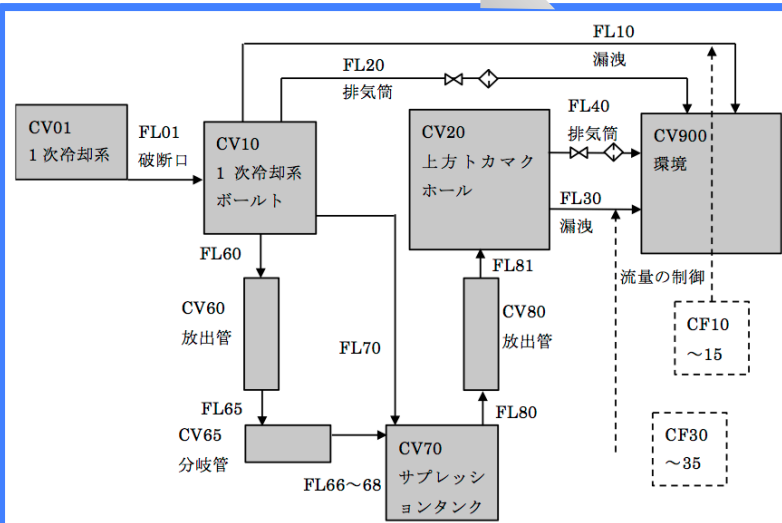 FL10
漏洩
FL20
排気筒
FL40
排気筒
CV01
1次冷却系
FL01
破断口
CV10
1 次冷却系
ボールト
CV20
上方トカマク
ホール
CV900
環境
FL30
漏洩
FL60
FL81
流量の制御
CV60
放出管
CV80
放出管
CF10
～15
FL70
FL65
FL80
CV65
分岐管
CV70
サプレッシ
ョンタンク
CF30
～35
FL66～68